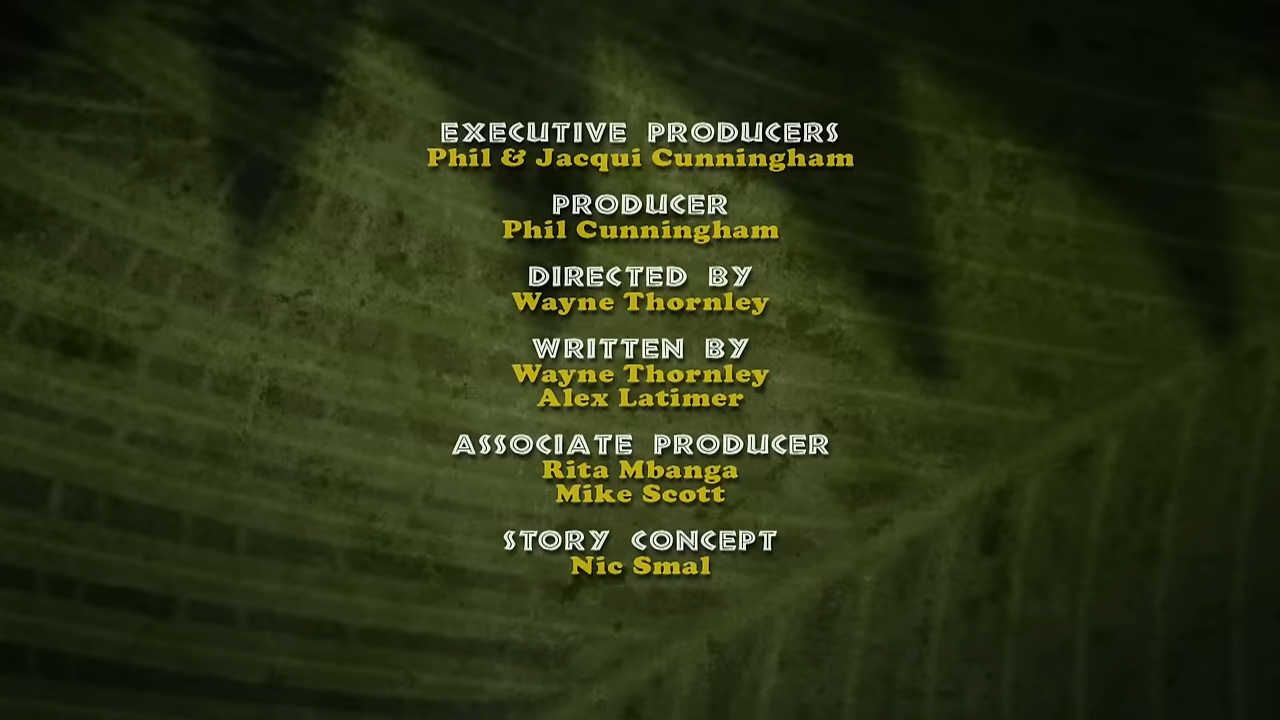 EXECUTIVE PRODUCERS
Phil & Jacqui Cunningham
PRODUCER
Phil Cunningham
DIRECTED BY
Wayne Thornley
WRITTEN BY
Wayne Thornley
Alex Latimer
ASSOCIATE PRODUCER
Rita Mbanga
Mike Scott
STORY CONCEPT
Nic Smal